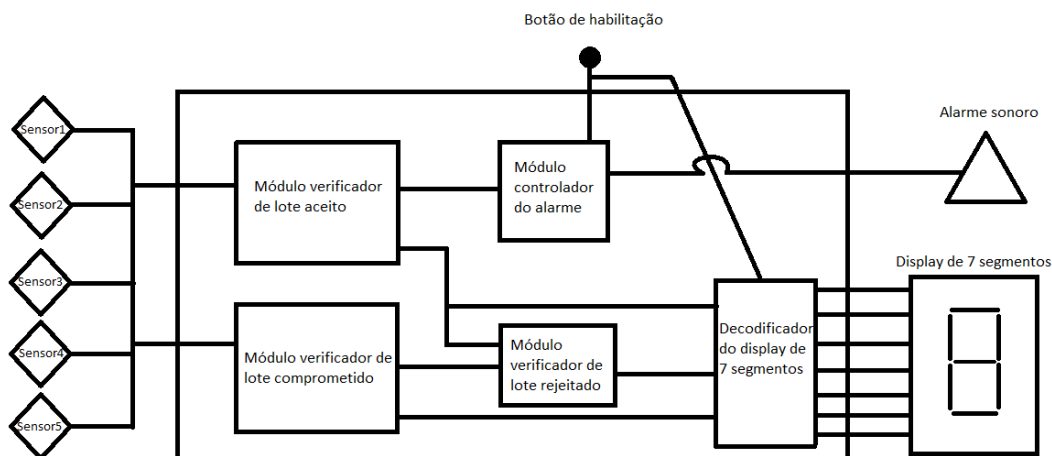 Botão de habilitação
Alarme sonoro
Sensor1
Sensor2
Sensor3
Sensor4
Sensor5
Módulo verificador
de lote aceito
Módulo
controlador
do alarme
Display de 7 segmentos
Módulo verificador de
lote comprometido
Módulo
verificador de
lote rejeitado
Decodificador
do display de
7 segmentos